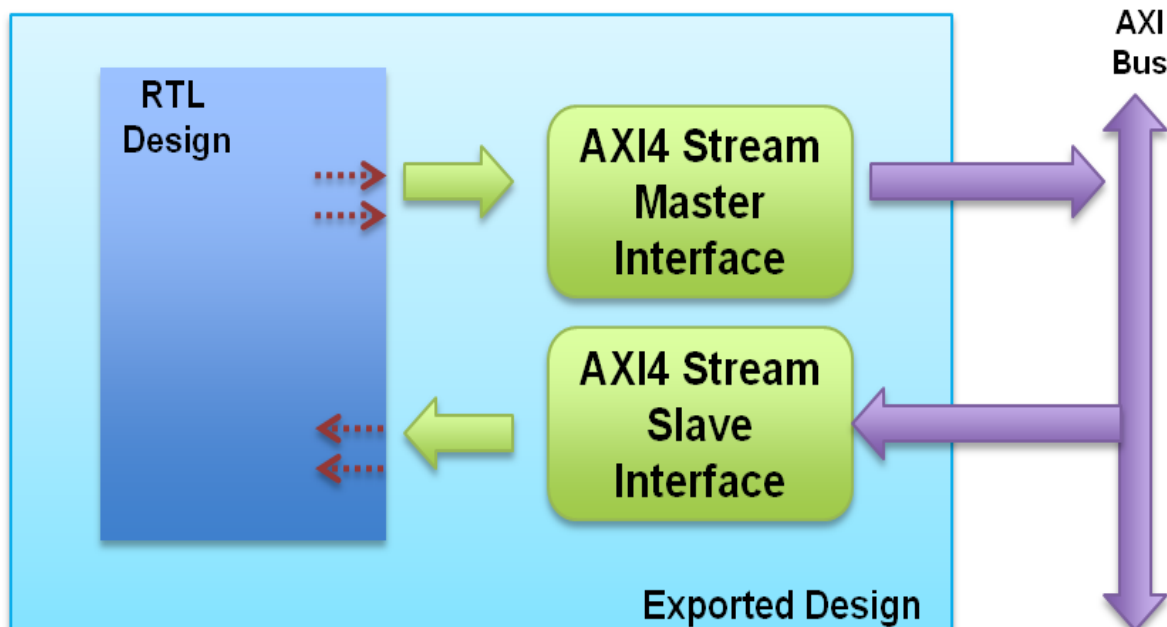 AXI
Bus
RTL
Design
AXI4 Stream
Master
Interface
AXI4 Stream
Slave
Interface
Exported Design